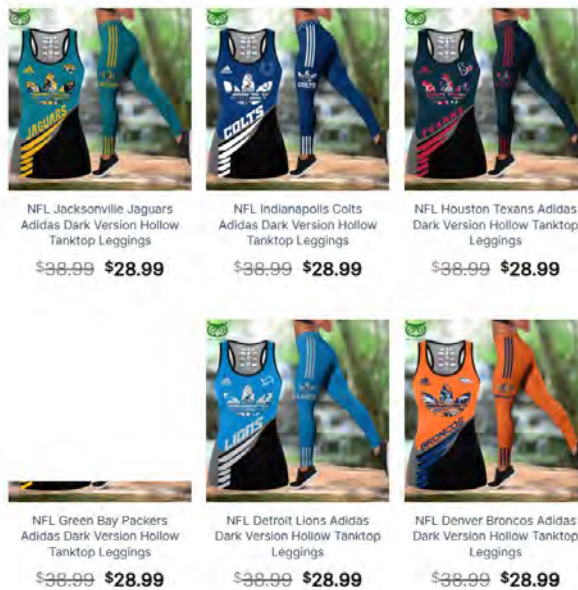 JAGUARS
COLTS
COLTS
TEXANS
NFL Jacksonville Jaguars
Adidas Dark Version Hollow
Tanktop Leggings
$38.99 $28.99
NFL Indianapolis Colts
Adidas Dark Version Hollow
Tanktop Leggings
$38.99 $28.99
NFL Houston Texans Adidas
Dark Version Hollow Tanktop
Leggings
$38.99 $28.99
LIONS
BRONCOS
NFL Green Bay Packers
Adidas Dark Version Hollow
Tanktop Leggings
$38.99 $28.99
NFL Detroit Lions Adidas
Dark Version Hollow Tanktop
Leggings
$38.99 $28.99
NFL Denver Broncos Adidas
Dark Version Hollow Tanktop
Leggings
$38.99 $28.99